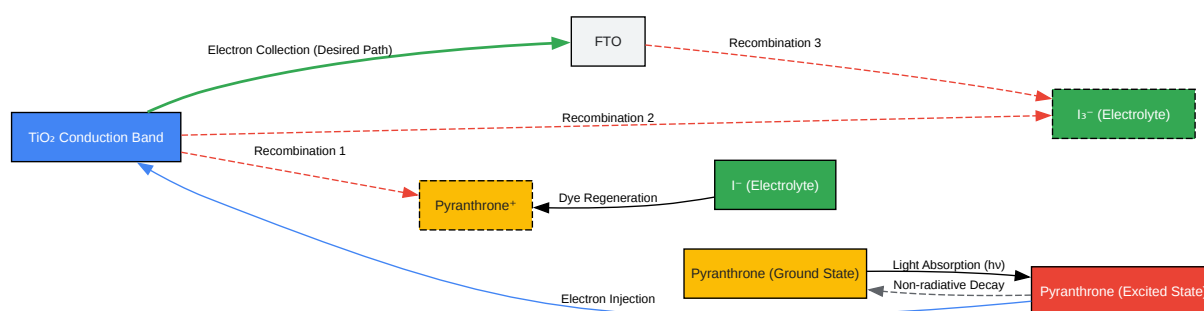 FTO
Recombination 3
Electron Collection (Desired Path)
I₃⁻ (Electrolyte)
Recombination 2
TiO₂ Conduction Band
Recombination 1
I⁻ (Electrolyte)
Dye Regeneration
Pyranthrone⁺
Light Absorption (hν)
Pyranthrone (Ground State)
Non-radiative Decay
Pyranthrone (Excited State)
Electron Injection